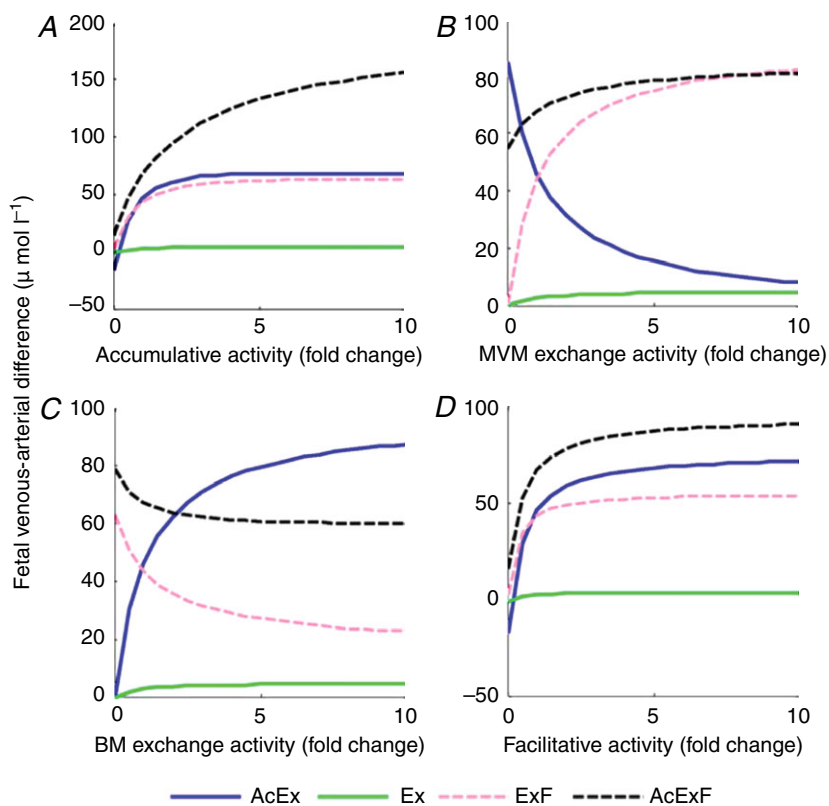 A
B
Fetal venous-arterial difference (μ mol l⁻¹)
200
150
100
50
0
−50
0 5 10
Accumulative activity (fold change)
100
80
60
40
20
0
0 5 10
MVM exchange activity (fold change)
C
D
100
80
60
40
20
0
0 5 10
BM exchange activity (fold change)
100
50
0
−50
0 5 10
Facilitative activity (fold change)
AcEx Ex ExF AcExF